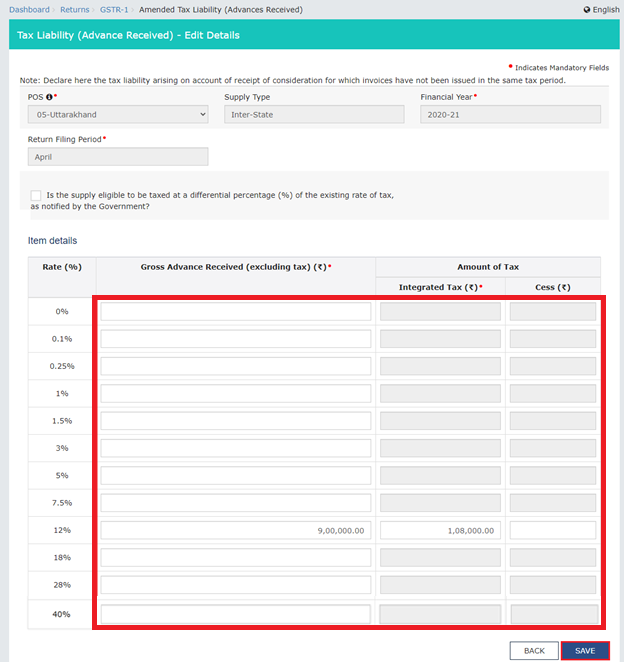 Dashboard › Returns › GSTR-1 › Amended Tax Liability (Advances Received)
English
Tax Liability (Advance Received) - Edit Details
• Indicates Mandatory Fields
Note: Declare here the tax liability arising on account of receipt of consideration for which invoices have not been issued in the same tax period.
POS •
Supply Type
Financial Year•
05-Uttarakhand
Inter-State
2020-21
Return Filing Period•
April
Is the supply eligible to be taxed at a differential percentage (%) of the existing rate of tax,
as notified by the Government?
Item details
Rate (%)
Gross Advance Received (excluding tax) (₹)•
Amount of Tax
Integrated Tax (₹)•
Cess (₹)
0%
0.1%
0.25%
1%
1.5%
3%
5%
7.5%
12% 9,00,000.00 1,08,000.00
18%
28%
40%
BACK SAVE